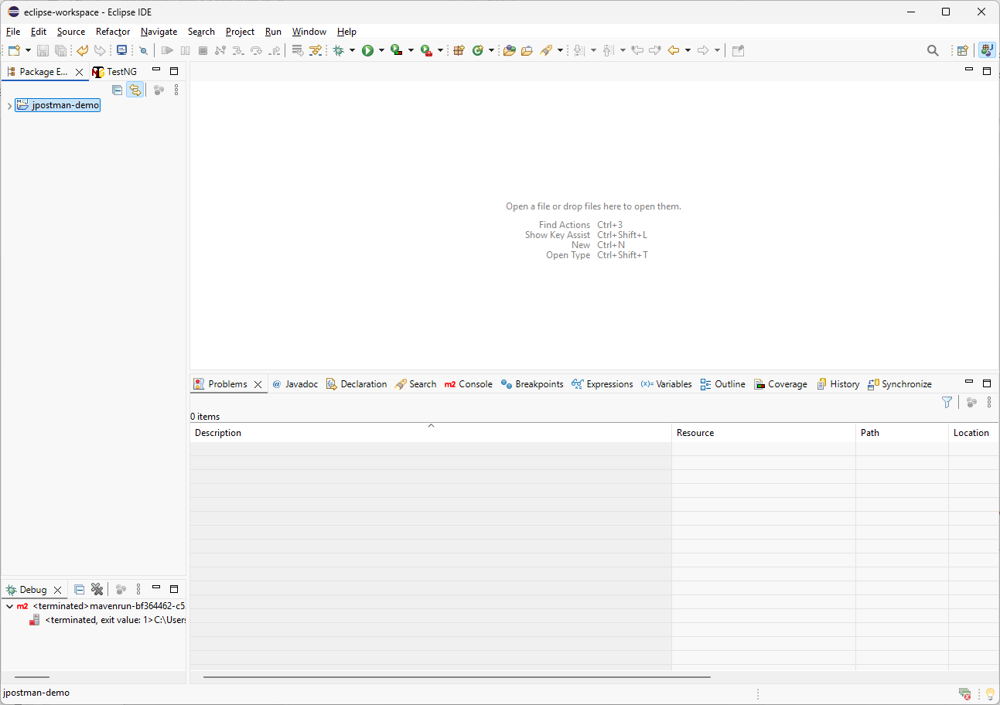 eclipse-workspace - Eclipse IDE
File Edit Source Refactor Navigate Search Project Run Window Help
Package E... TestNG
jpostman-demo
Open a file or drop files here to open them.
Find Actions Ctrl+3
Show Key Assist Ctrl+Shift+L
New Ctrl+N
Open Type Ctrl+Shift+T
Problems @ Javadoc Declaration Search m2 Console Breakpoints Expressions (x)= Variables Outline Coverage History Synchronize
0 items
Description Resource Path Location
Debug
m2 <terminated>mavenrun-bf364462-c5
<terminated, exit value: 1>C:\Users
jpostman-demo